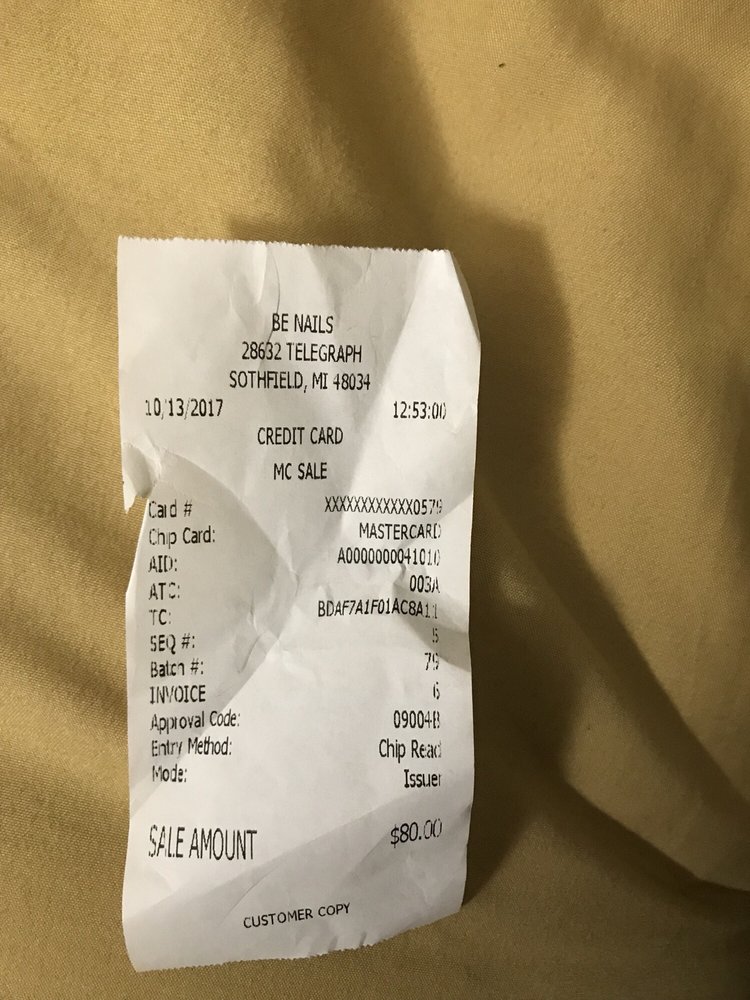 BE NAILS
28632 TELEGRAPH
SOTHFIELD, MI 48034
10/13/2017 12:53:00
CREDIT CARD
MC SALE
Card # XXXXXXXXXXXX0579
Chip Card: MASTERCARD
AID: A0000000041010
ATC: 003A
TC: BDAF7A1F01AC8A11
SEQ #: 5
Batch #: 79
INVOICE 6
Approval Code: 09004B
Entry Method: Chip Read
Mode: Issuer
SALE AMOUNT $80.00
CUSTOMER COPY